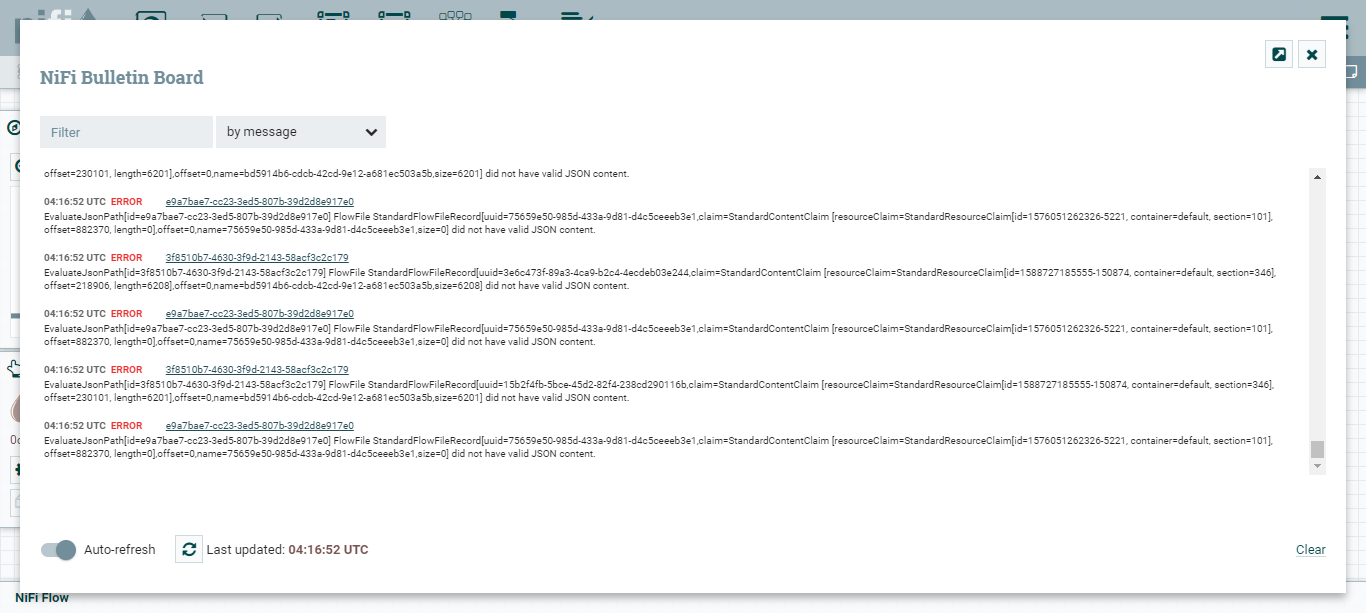 nifi
NiFi Bulletin Board
Filter
by message
offset=230101, length=6201],offset=0,name=bd5914b6-cdcb-42cd-9e12-a681ec503a5b,size=6201] did not have valid JSON content.
04:16:52 UTC ERROR e9a7bae7-cc23-3ed5-807b-39d2d8e917e0
EvaluateJsonPath[id=e9a7bae7-cc23-3ed5-807b-39d2d8e917e0] FlowFile StandardFlowFileRecord[uuid=75659e50-985d-433a-9d81-d4c5ceeeb3e1,claim=StandardContentClaim [resourceClaim=StandardResourceClaim[id=1576051262326-5221, container=default, section=101],
offset=882370, length=0],offset=0,name=75659e50-985d-433a-9d81-d4c5ceeeb3e1,size=0] did not have valid JSON content.
04:16:52 UTC ERROR 3f8510b7-4630-3f9d-2143-58acf3c2c179
EvaluateJsonPath[id=3f8510b7-4630-3f9d-2143-58acf3c2c179] FlowFile StandardFlowFileRecord[uuid=3e6c473f-89a3-4ca9-b2c4-4ecdeb03e244,claim=StandardContentClaim [resourceClaim=StandardResourceClaim[id=1588727185555-150874, container=default, section=346],
offset=218906, length=6208],offset=0,name=bd5914b6-cdcb-42cd-9e12-a681ec503a5b,size=6208] did not have valid JSON content.
04:16:52 UTC ERROR e9a7bae7-cc23-3ed5-807b-39d2d8e917e0
EvaluateJsonPath[id=e9a7bae7-cc23-3ed5-807b-39d2d8e917e0] FlowFile StandardFlowFileRecord[uuid=75659e50-985d-433a-9d81-d4c5ceeeb3e1,claim=StandardContentClaim [resourceClaim=StandardResourceClaim[id=1576051262326-5221, container=default, section=101],
offset=882370, length=0],offset=0,name=75659e50-985d-433a-9d81-d4c5ceeeb3e1,size=0] did not have valid JSON content.
04:16:52 UTC ERROR 3f8510b7-4630-3f9d-2143-58acf3c2c179
EvaluateJsonPath[id=3f8510b7-4630-3f9d-2143-58acf3c2c179] FlowFile StandardFlowFileRecord[uuid=15b2f4fb-5bce-45d2-82f4-238cd290116b,claim=StandardContentClaim [resourceClaim=StandardResourceClaim[id=1588727185555-150874, container=default, section=346],
offset=230101, length=6201],offset=0,name=bd5914b6-cdcb-42cd-9e12-a681ec503a5b,size=6201] did not have valid JSON content.
04:16:52 UTC ERROR e9a7bae7-cc23-3ed5-807b-39d2d8e917e0
EvaluateJsonPath[id=e9a7bae7-cc23-3ed5-807b-39d2d8e917e0] FlowFile StandardFlowFileRecord[uuid=75659e50-985d-433a-9d81-d4c5ceeeb3e1,claim=StandardContentClaim [resourceClaim=StandardResourceClaim[id=1576051262326-5221, container=default, section=101],
offset=882370, length=0],offset=0,name=75659e50-985d-433a-9d81-d4c5ceeeb3e1,size=0] did not have valid JSON content.
Auto-refresh
Last updated: 04:16:52 UTC
Clear
NiFi Flow